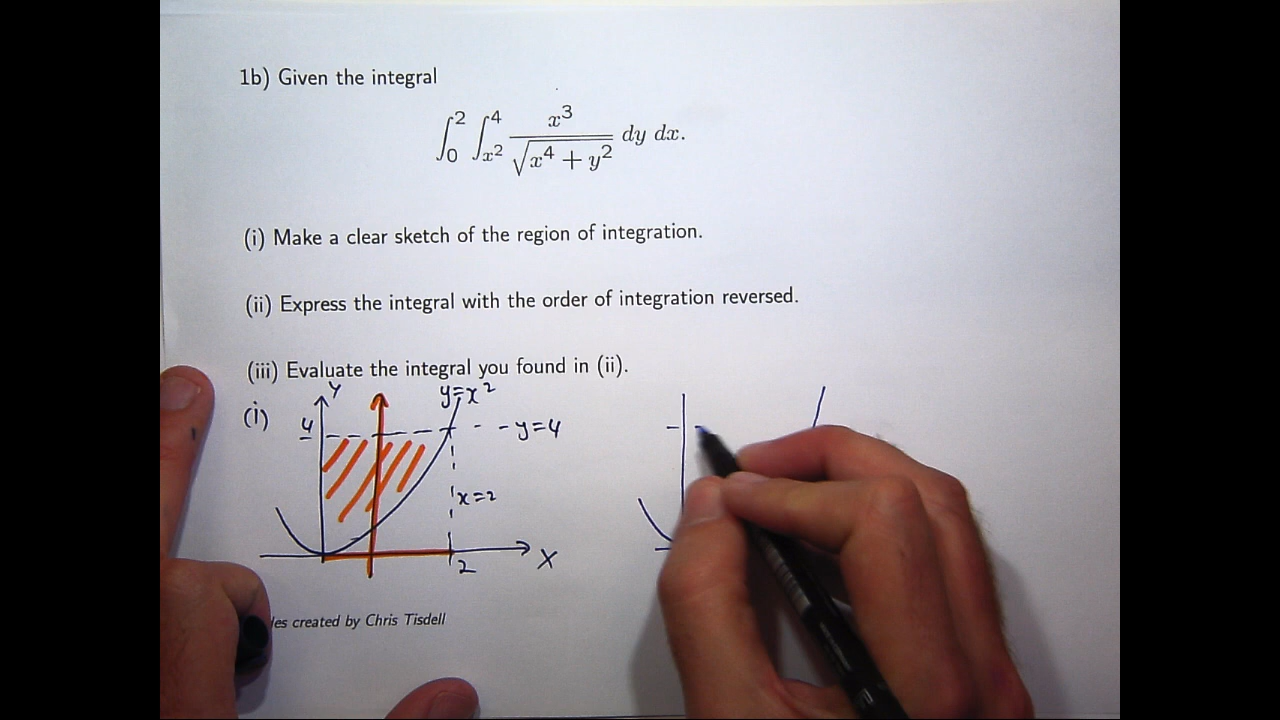 1b) Given the integral
∫₀² ∫ₓ²⁴ x³/√(x⁴ + y²) dy dx.
(i) Make a clear sketch of the region of integration.
(ii) Express the integral with the order of integration reversed.
(iii) Evaluate the integral you found in (ii).
(i)
y
y=x²
4
y=4
x=2
2
x
created by Chris Tisdell